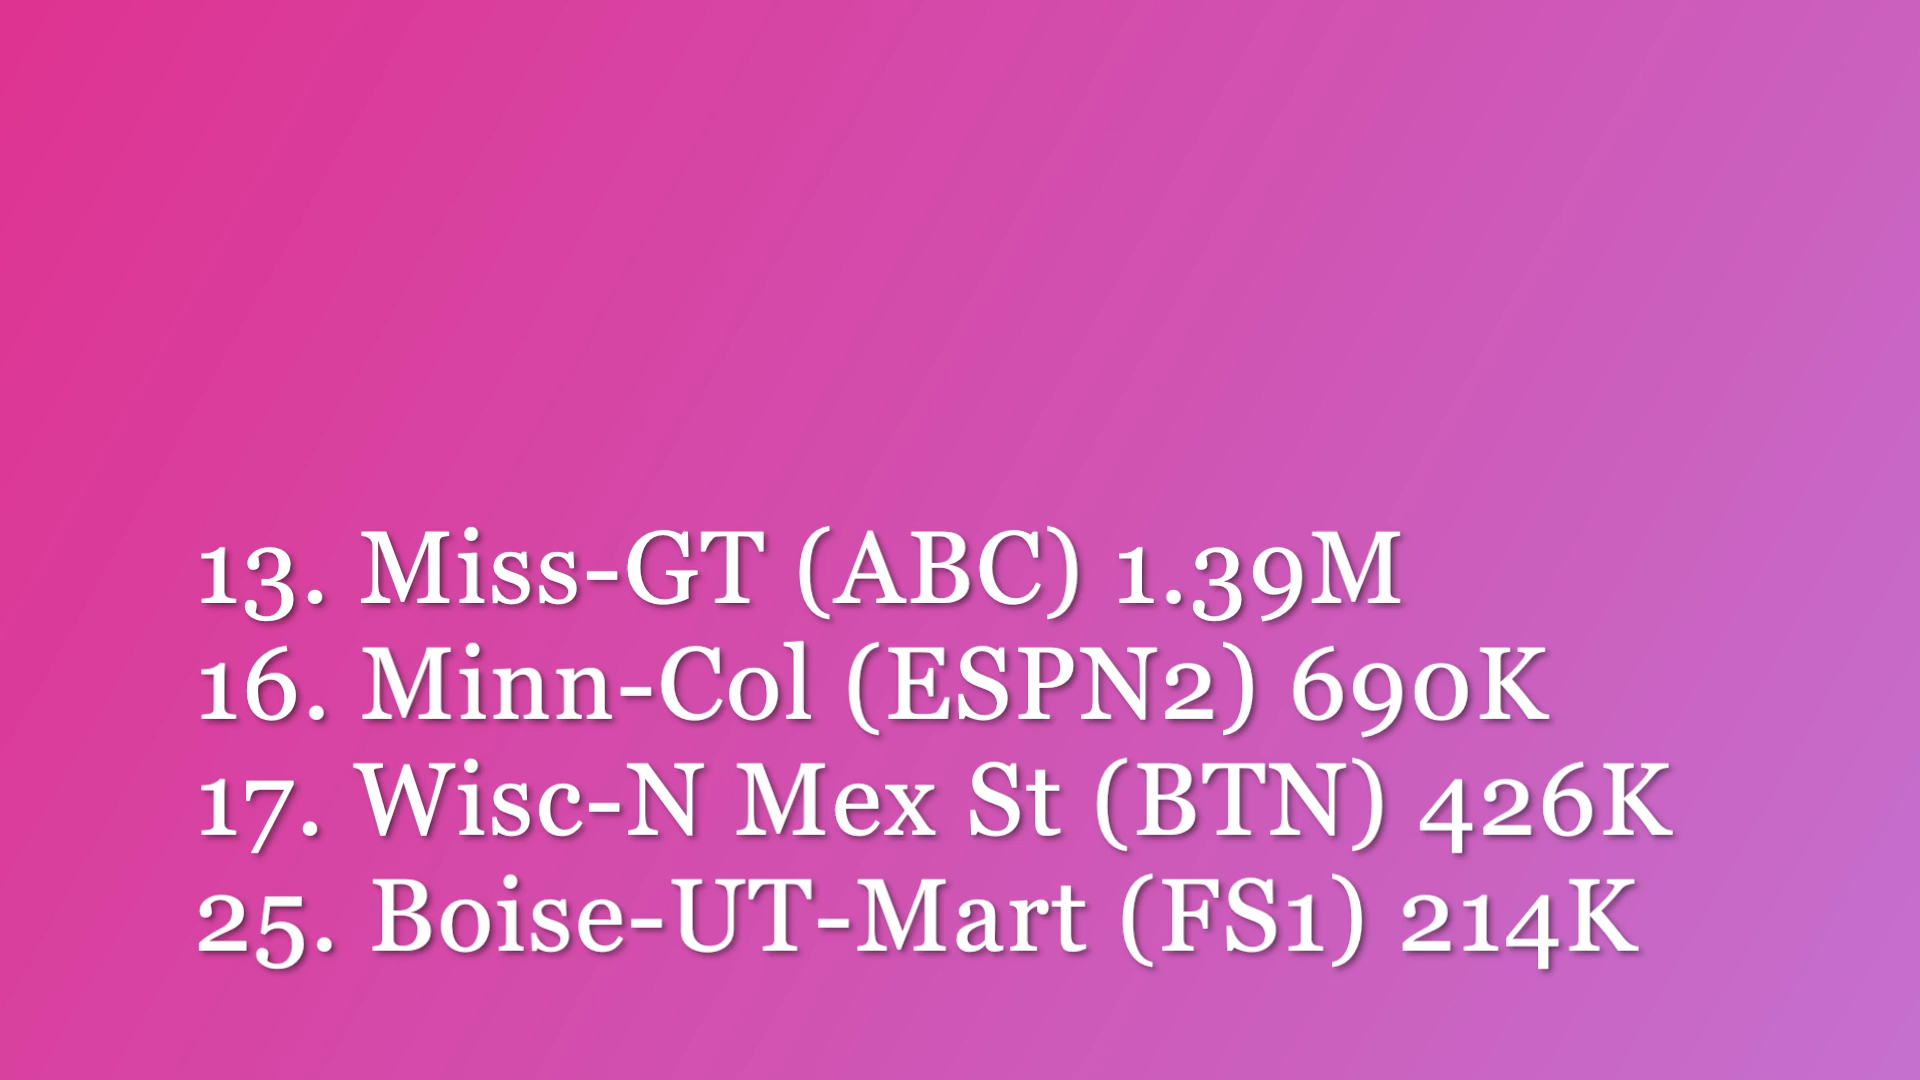 13. Miss-GT (ABC) 1.39M
16. Minn-Col (ESPN2) 690K
17. Wisc-N Mex St (BTN) 426K
25. Boise-UT-Mart (FS1) 214K